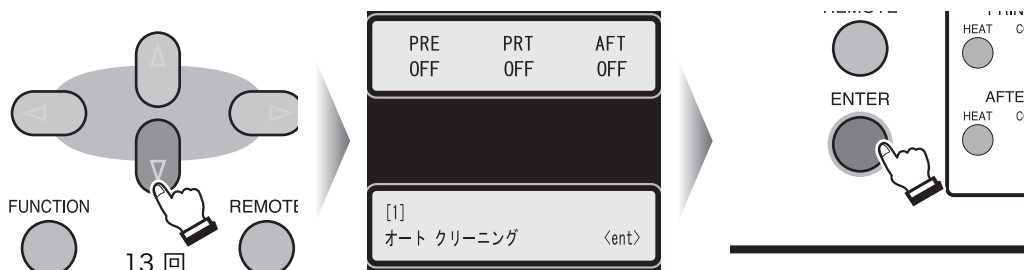 FUNCTION
REMOTE
13 回
PRE PRT AFT
OFF OFF OFF
[1]
オート クリーニング 〈ent〉
REMOTE
ENTER
HEAT
HEAT